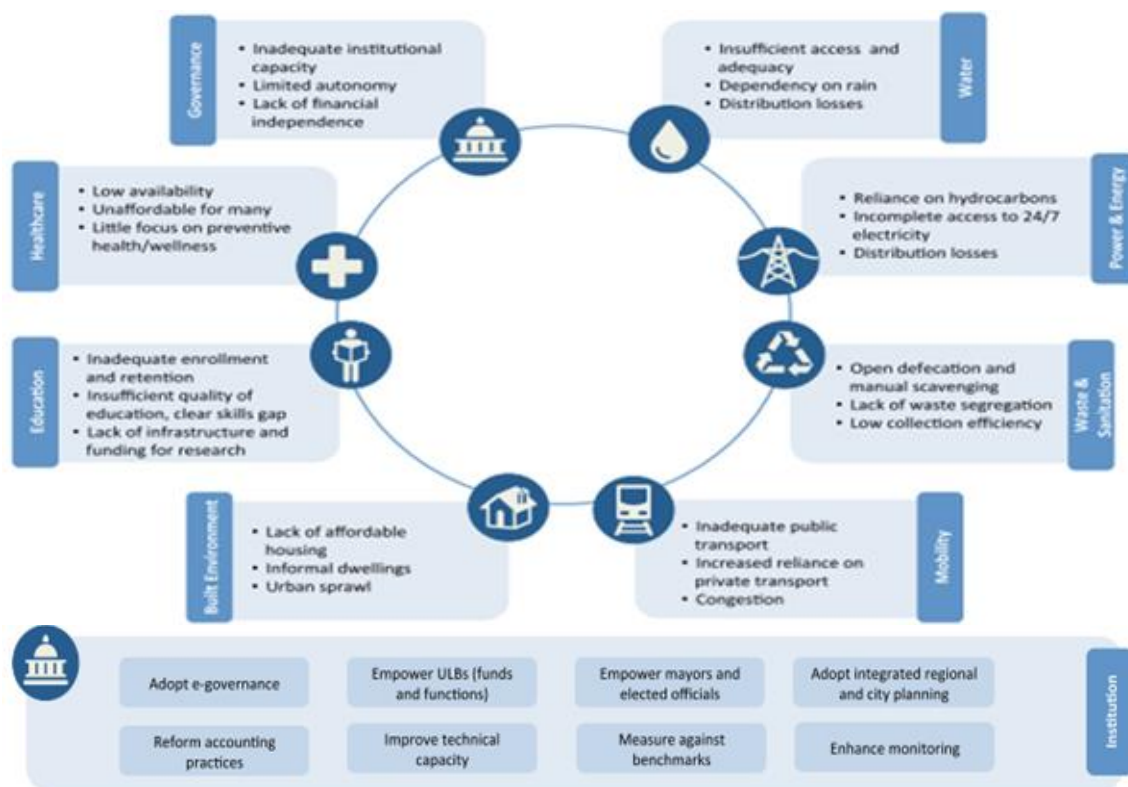 Governance
Inadequate institutional
capacity
Limited autonomy
Lack of financial
independence
Water
Insufficient access and
adequacy
Dependency on rain
Distribution losses
Healthcare
Low availability
Unaffordable for many
Little focus on preventive
health/wellness
Power & Energy
Reliance on hydrocarbons
Incomplete access to 24/7
electricity
Distribution losses
Education
Inadequate enrollment
and retention
Insufficient quality of
education, clear skills gap
Lack of infrastructure and
funding for research
Waste &
Sanitation
Open defecation and
manual scavenging
Lack of waste segregation
Low collection efficiency
Built Environment
Lack of affordable
housing
Informal dwellings
Urban sprawl
Mobility
Inadequate public
transport
Increased reliance on
private transport
Congestion
Institution
Adopt e-governance
Empower ULBs (funds
and functions)
Empower mayors and
elected officials
Adopt integrated regional
and city planning
Reform accounting
practices
Improve technical
capacity
Measure against
benchmarks
Enhance monitoring